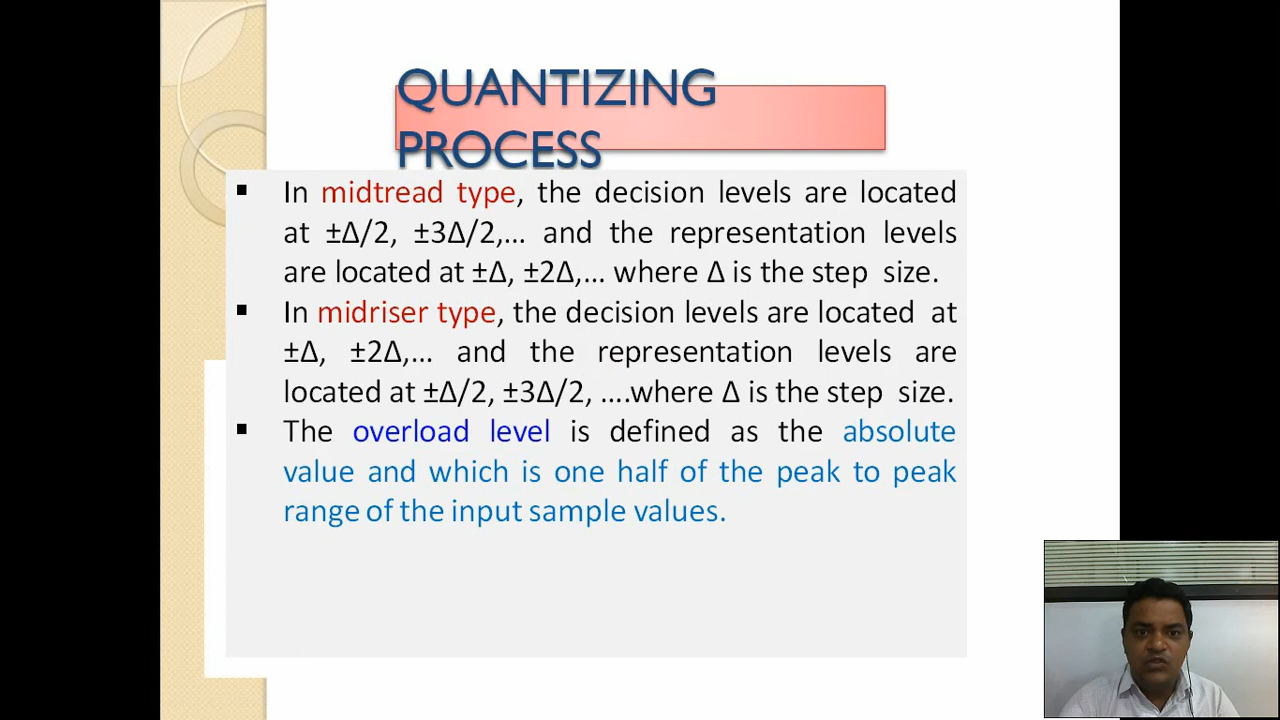 QUANTIZING
PROCESS
▪ In midtread type, the decision levels are located
at ±Δ/2, ±3Δ/2,... and the representation levels
are located at ±Δ, ±2Δ,... where Δ is the step size.
▪ In midriser type, the decision levels are located at
±Δ, ±2Δ,... and the representation levels are
located at ±Δ/2, ±3Δ/2, ....where Δ is the step size.
▪ The overload level is defined as the absolute
value and which is one half of the peak to peak
range of the input sample values.